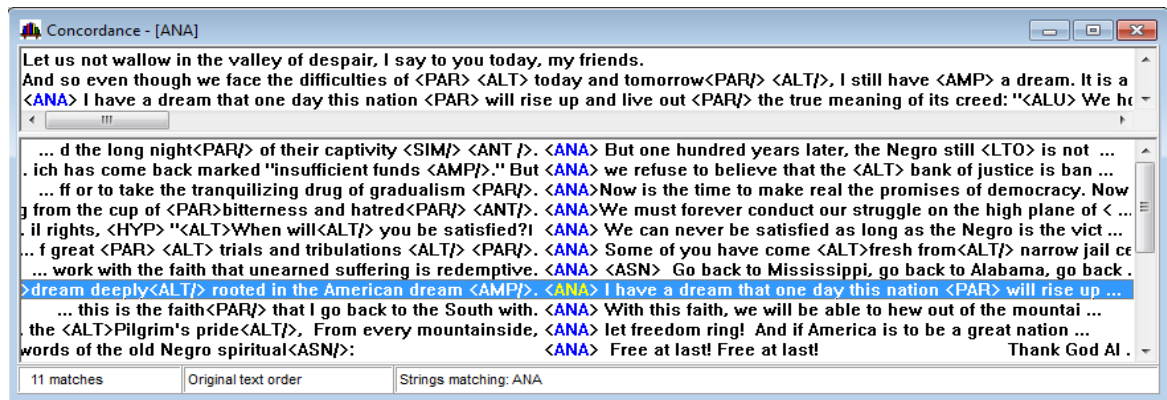 Concordance - [ANA]
Let us not wallow in the valley of despair, I say to you today, my friends.
And so even though we face the difficulties of <PAR> <ALT> today and tomorrow<PAR/> <ALT/>, I still have <AMP> a dream. It is a
<ANA> I have a dream that one day this nation <PAR> will rise up and live out <PAR/> the true meaning of its creed: "<ALU> We
... d the long night<PAR/> of their captivity <SIM/> <ANT />. <ANA> But one hundred years later, the Negro still <LTO> is not ...
. ich has come back marked "insufficient funds <AMP/>." But <ANA> we refuse to believe that the <ALT> bank of justice is ban ...
... ff or to take the tranquilizing drug of gradualism <PAR/>. <ANA>Now is the time to make real the promises of democracy. Now
g from the cup of <PAR>bitterness and hatred<PAR/> <ANT/>. <ANA>We must forever conduct our struggle on the high plane of < ...
. il rights, <HYP> "<ALT>When will<ALT/> you be satisfied?I <ANA> We can never be satisfied as long as the Negro is the vict ...
... f great <PAR> <ALT> trials and tribulations <ALT/> <PAR/>. <ANA> Some of you have come <ALT>fresh from<ALT/> narrow jail ce
... work with the faith that unearned suffering is redemptive. <ANA> <ASN> Go back to Mississippi, go back to Alabama, go back .
>dream deeply<ALT/> rooted in the American dream <AMP/>. <ANA> I have a dream that one day this nation <PAR> will rise up ...
... this is the faith<PAR/> that I go back to the South with. <ANA> With this faith, we will be able to hew out of the mountai ...
. the <ALT>Pilgrim's pride<ALT/>, From every mountainside, <ANA> let freedom ring! And if America is to be a great nation ...
words of the old Negro spiritual<ASN/>: <ANA> Free at last! Free at last! Thank God Al .
11 matches
Original text order
Strings matching: ANA